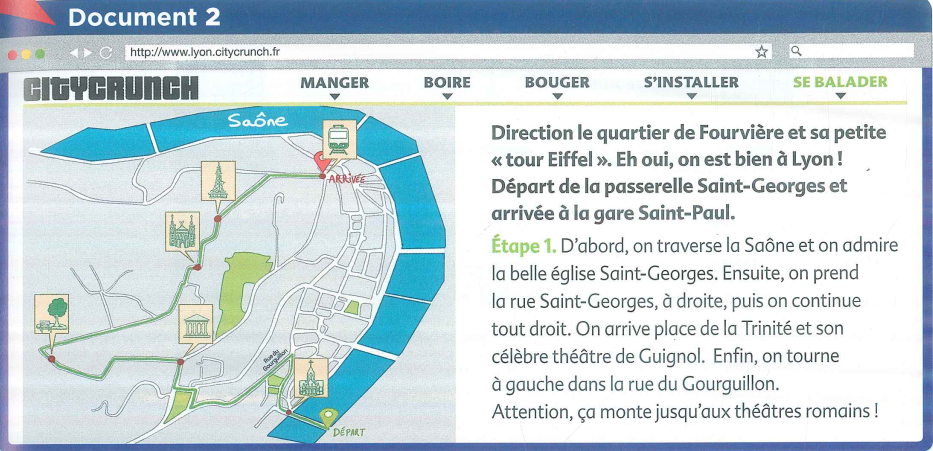 Document 2
http://www.lyon.citycrunch.fr
CITYCRUNCH
MANGER
BOIRE
BOUGER
S'INSTALLER
SE BALADER
Saône
ARRIVÉE
Rue du
Gourguillon
DÉPART
Direction le quartier de Fourvière et sa petite
« tour Eiffel ». Eh oui, on est bien à Lyon !
Départ de la passerelle Saint-Georges et
arrivée à la gare Saint-Paul.
Étape 1. D'abord, on traverse la Saône et on admire
la belle église Saint-Georges. Ensuite, on prend
la rue Saint-Georges, à droite, puis on continue
tout droit. On arrive place de la Trinité et son
célèbre théâtre de Guignol. Enfin, on tourne
à gauche dans la rue du Gourguillon.
Attention, ça monte jusqu'aux théâtres romains !